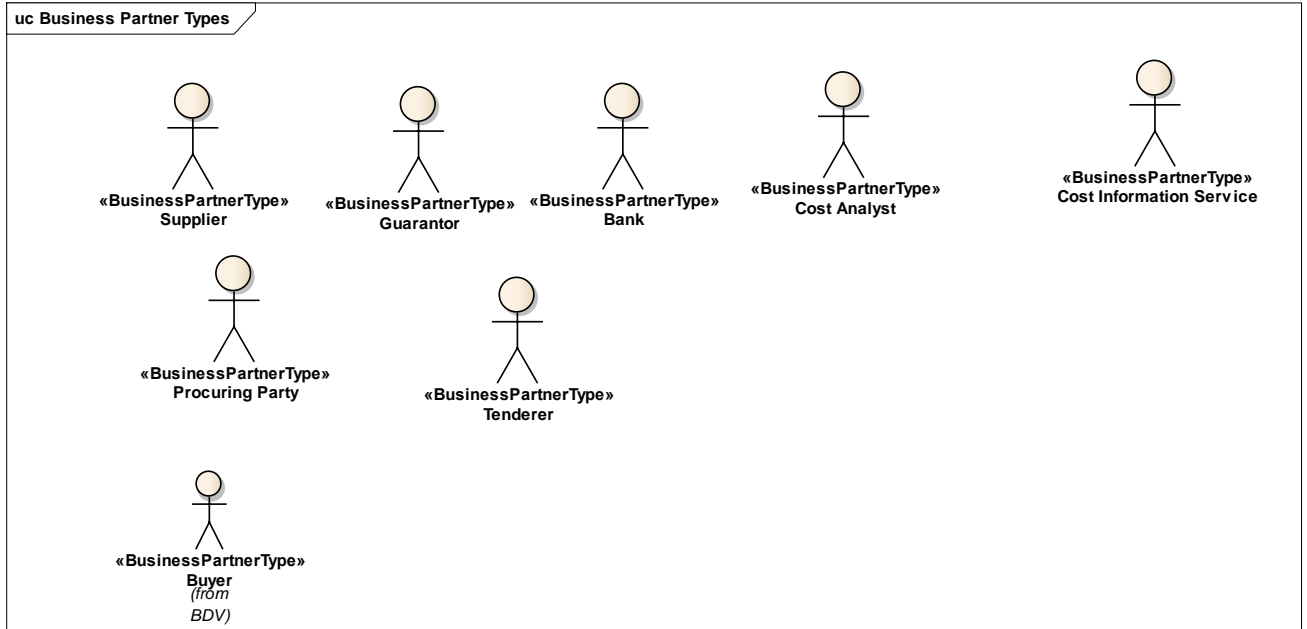 uc Business Partner Types
«BusinessPartnerType»
Supplier
«BusinessPartnerType»
Guarantor
«BusinessPartnerType»
Bank
«BusinessPartnerType»
Cost Analyst
«BusinessPartnerType»
Cost Information Service
«BusinessPartnerType»
Procuring Party
«BusinessPartnerType»
Tenderer
«BusinessPartnerType»
Buyer
(from
BDV)